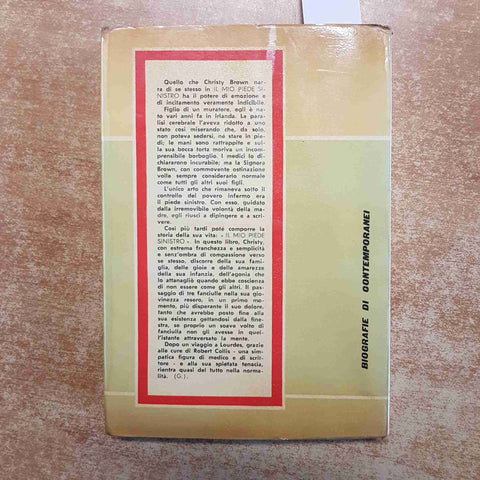 Quello che Christy Brown nar-
ra di se stesso in IL MIO PIEDE SI-
NISTRO ha il potere di emozione e
di incitamento veramente indicibile.
Figlio di un muratore, egli è na-
to vari anni fa in Irlanda. La para-
lisi cerebrale l'aveva ridotto a uno
stato così miserando che, da solo,
non poteva sedersi, né stare in pie-
di; le mani sono rattrappite e sul-
la sua bocca torta moriva un incom-
prensibile borboglio. I medici lo di-
chiararono incurabile; ma la Signora
Brown, con commovente ostinazione
volle sempre considerarlo normale
come tutti gli altri suoi figli.
L'unico arto che rimaneva sotto il
controllo del povero infermo era
il piede sinistro. Con esso, guidato
dalla irremovibile volontà della ma-
dre, egli riuscì a dipingere e a scri-
vere.
Così più tardi poté comporre la
storia della sua vita: « IL MIO PIEDE
SINISTRO ». In questo libro, Christy,
con estrema franchezza e semplicità
e senz'ombra di compassione verso
se stesso, discorre della sua fami-
glia, delle gioie e delle amarezze
della sua infanzia, dell'agonia che
lo attanagliò quando ebbe coscienza
di non essere come gli altri. Il pas-
saggio di tre fanciulle nella sua gio-
vinezza resero, in un primo mo-
mento, più disperante il suo dolore,
tanto che avrebbe posto fine alla
sua esistenza gettandosi dalla fine-
stra, se proprio un soave volto di
fanciulla non gli avesse in quel-
l'istante attraversato la mente.
Dopo un viaggio a Lourdes, grazie
alle cure di Robert Collis - una sim-
patica figura di medico e di scrit-
tore - e alla sua spietata tenacia,
rientra quasi del tutto nella norma-
lità. (G.).
BIOGRAFIE DI CONTEMPORANEI